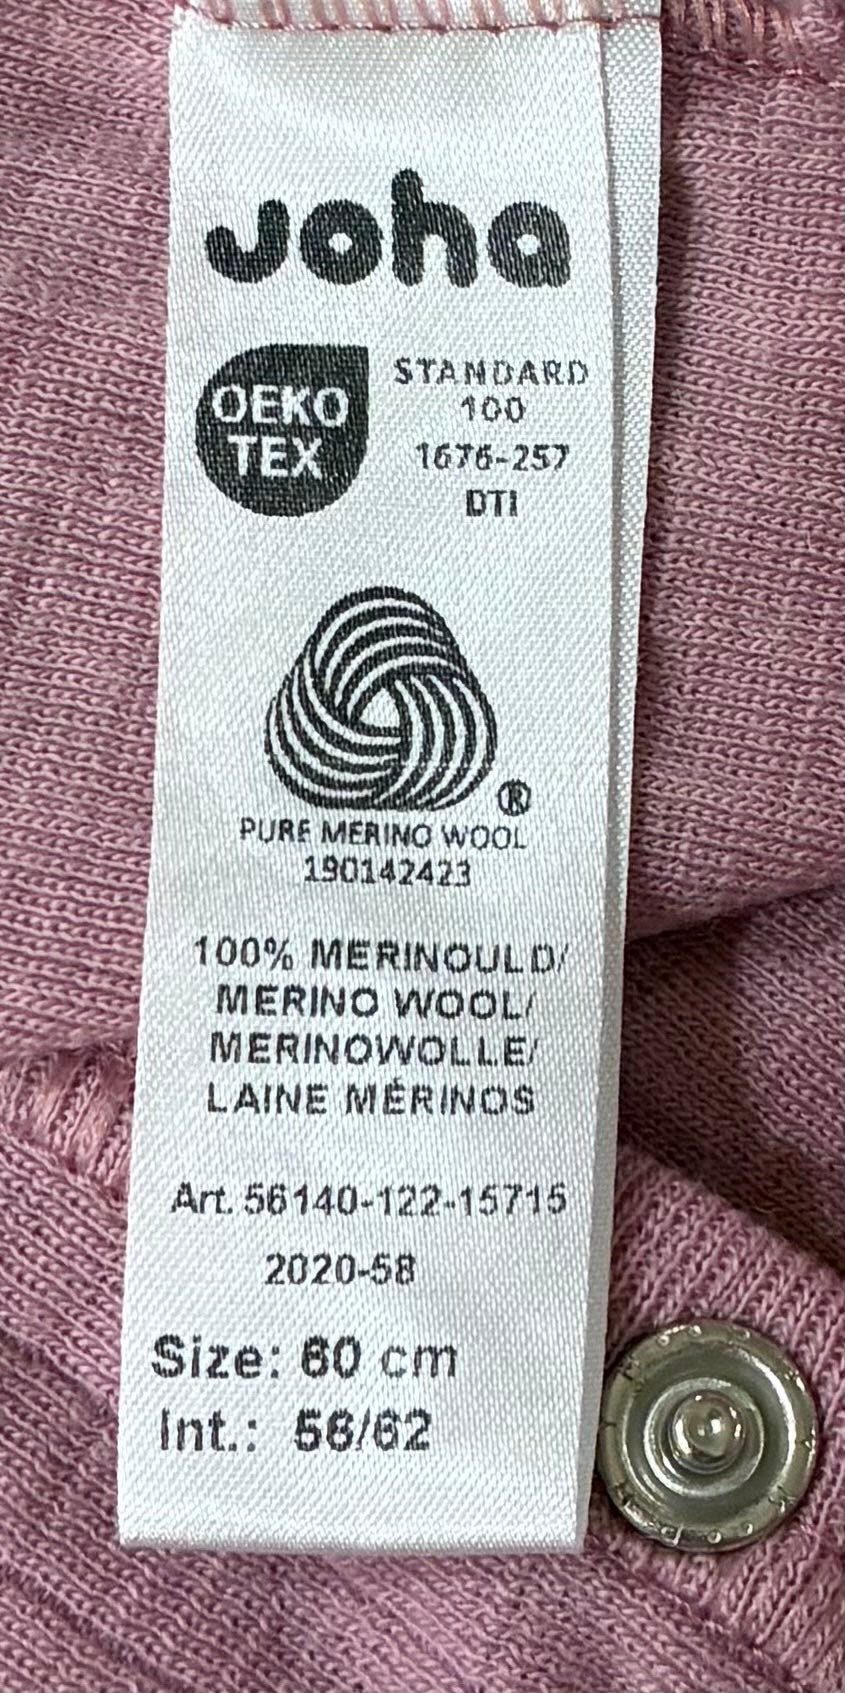 Joha
OEKO
TEX
STANDARD
100
1676-257
DTI
®
PURE MERINO WOOL
190142423
100% MERINOULD/
MERINO WOOL/
MERINOWOLLE/
LAINE MÉRINOS
Art. 56140-122-15715
2020-58
Size: 60 cm
Int.: 56/62